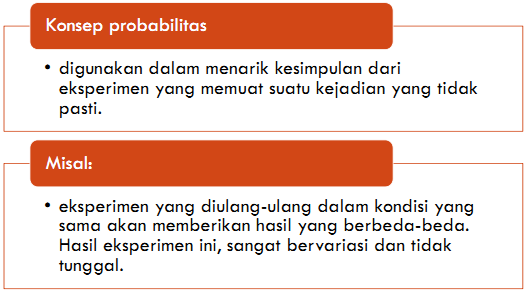 Konsep probabilitas
• digunakan dalam menarik kesimpulan dari
eksperimen yang memuat suatu kejadian yang tidak
pasti.
Misal:
• eksperimen yang diulang-ulang dalam kondisi yang
sama akan memberikan hasil yang berbeda-beda.
Hasil eksperimen ini, sangat bervariasi dan tidak
tunggal.